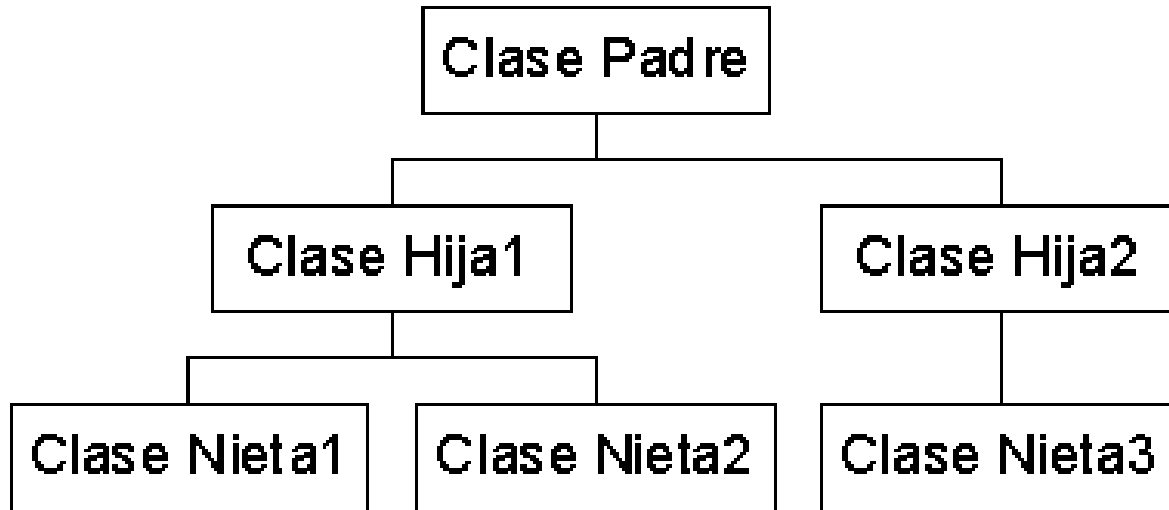 Clase Padre
Clase Hija1
Clase Hija2
Clase Nieta1
Clase Nieta2
Clase Nieta3